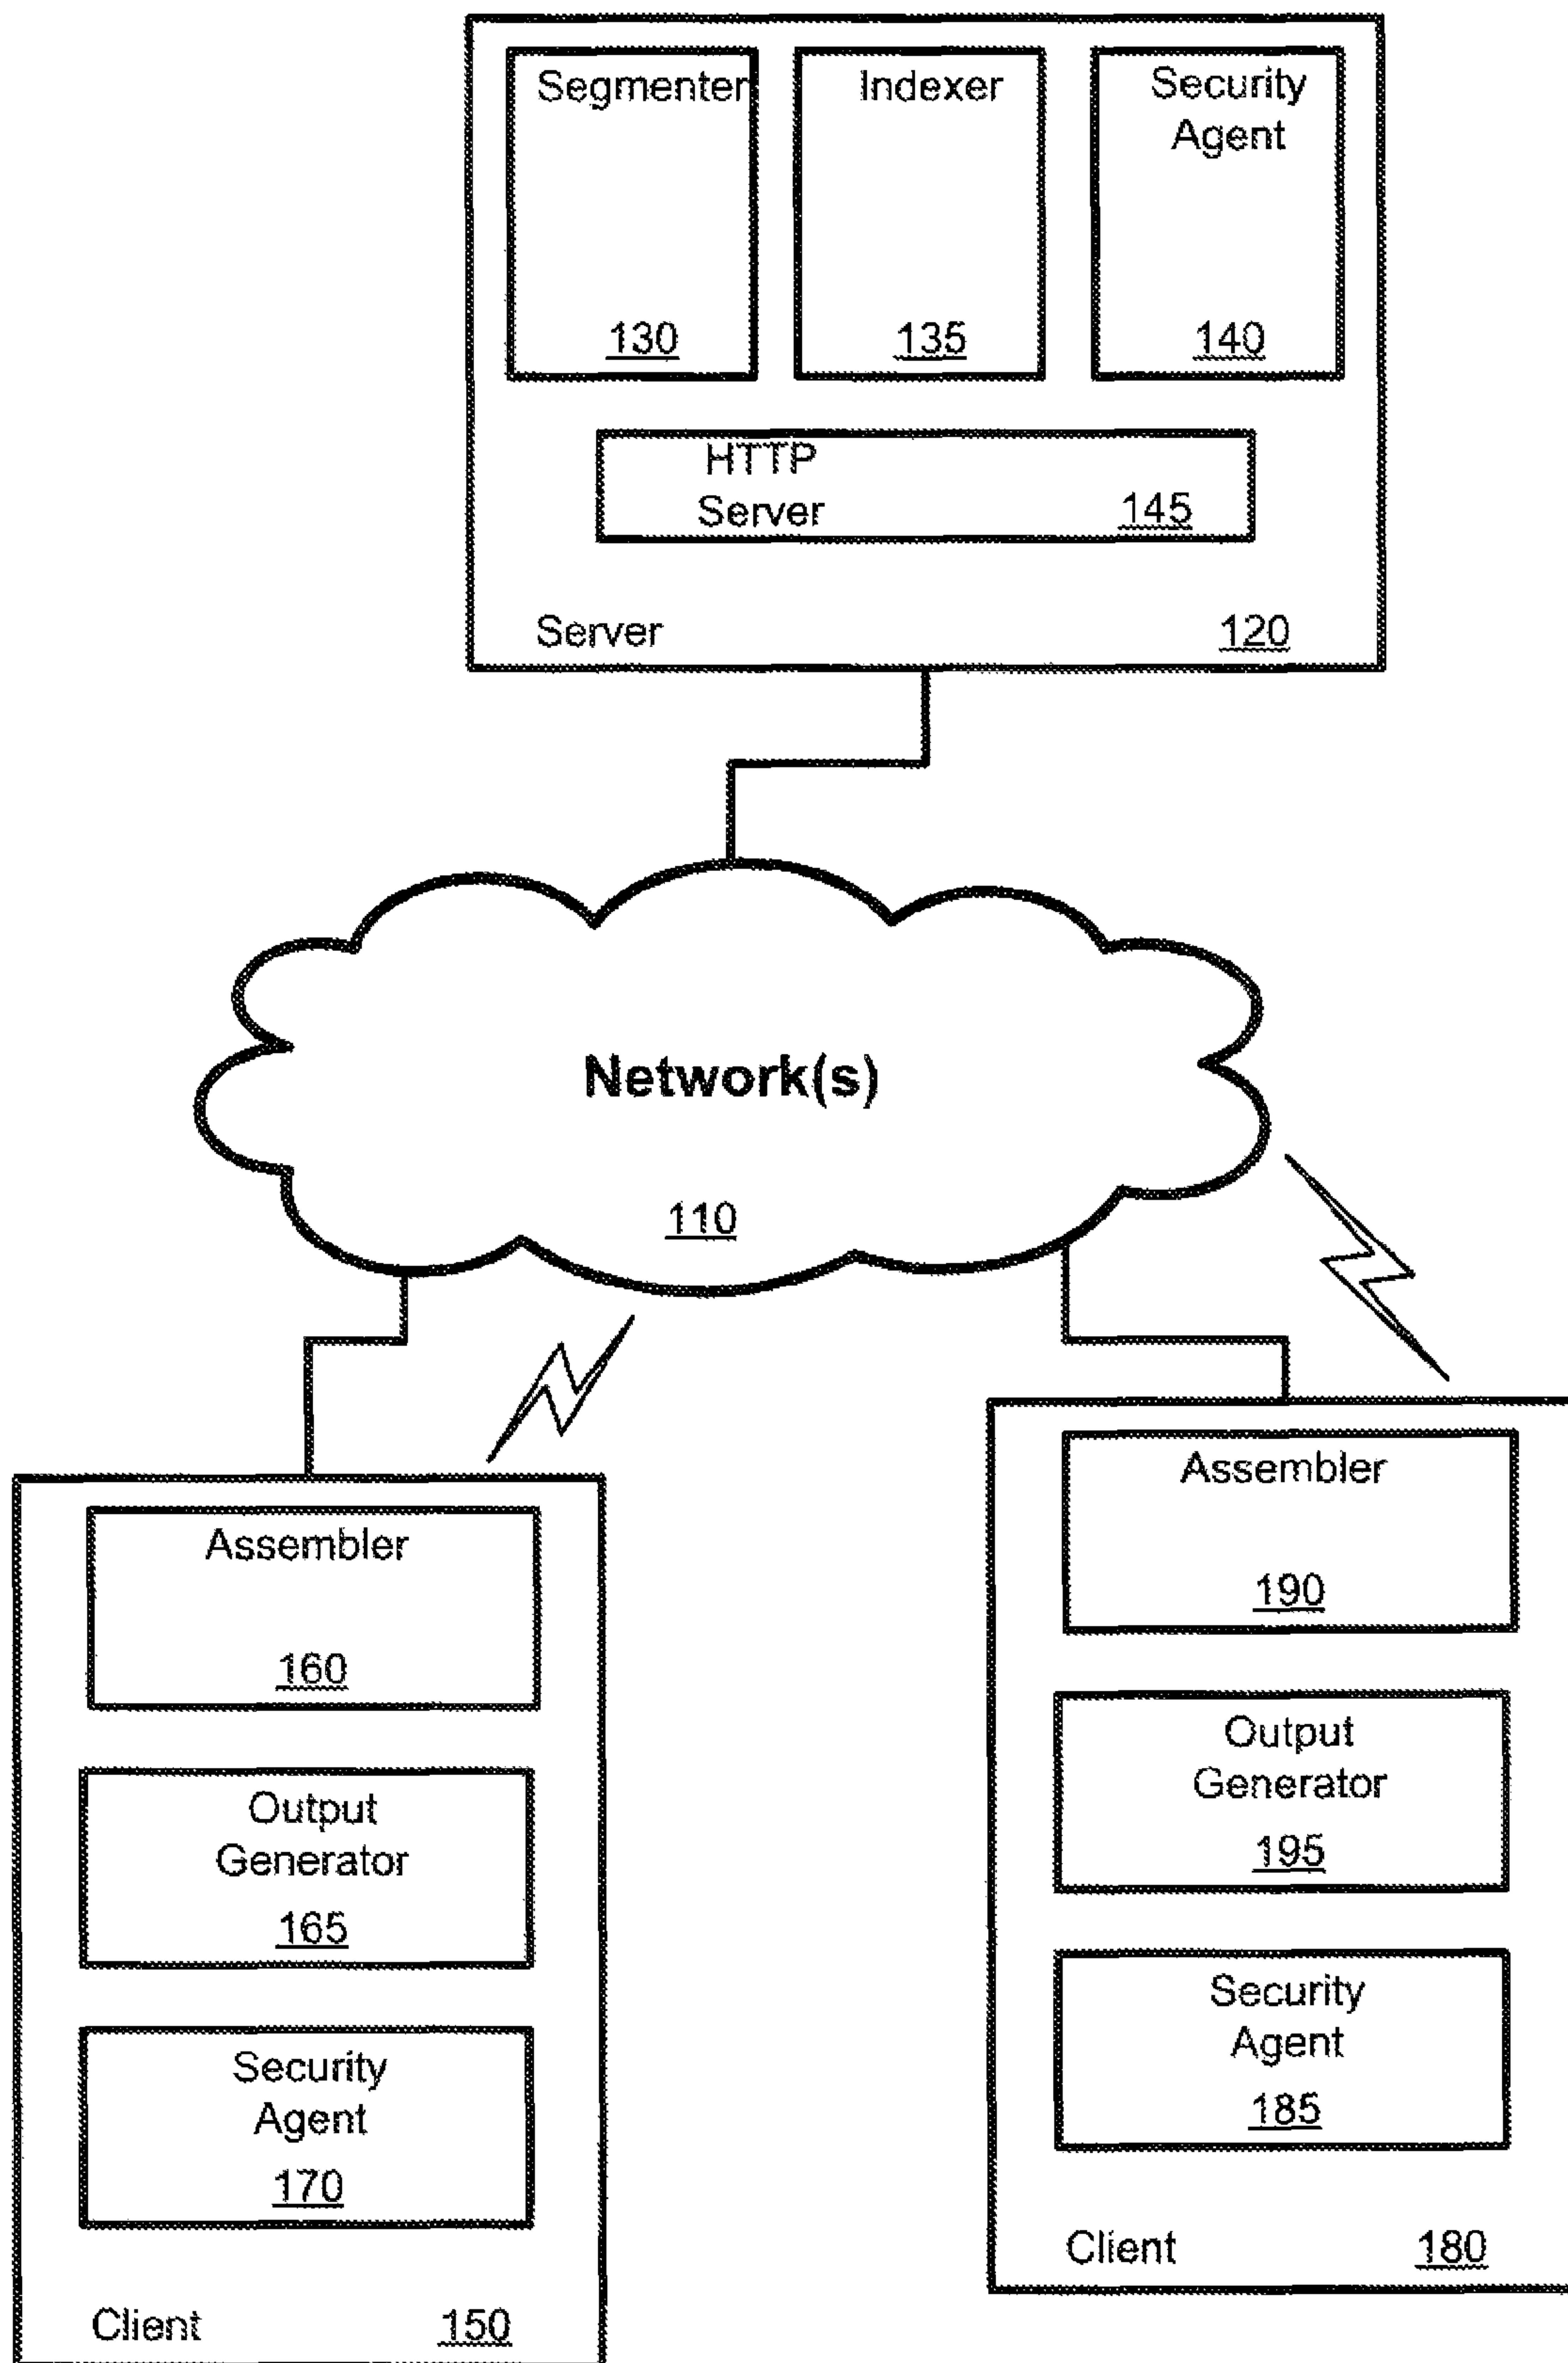 Segmenter
130
Indexer
135
Security
Agent
140
HTTP
Server
145
Server
120
Network(s)
110
Assembler
160
Output
Generator
165
Security
Agent
170
Client
150
Assembler
190
Output
Generator
195
Security
Agent
185
Client
180